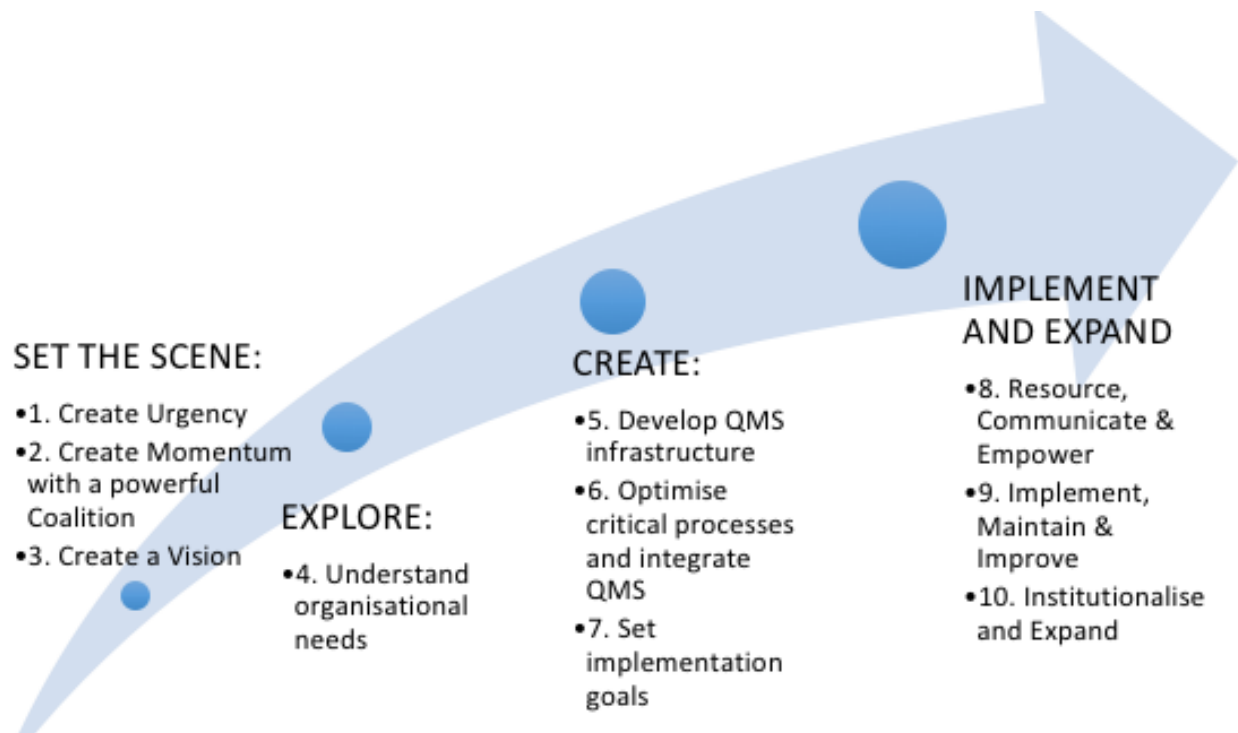 SET THE SCENE:
•1. Create Urgency
•2. Create Momentum
with a powerful
Coalition
•3. Create a Vision
EXPLORE:
•4. Understand
organisational
needs
CREATE:
•5. Develop QMS
infrastructure
•6. Optimise
critical processes
and integrate
QMS
•7. Set
implementation
goals
IMPLEMENT
AND EXPAND
•8. Resource,
Communicate &
Empower
•9. Implement,
Maintain &
Improve
•10. Institutionalise
and Expand